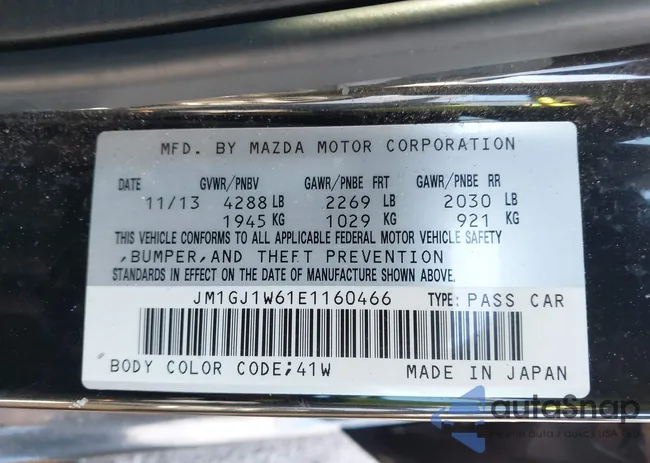 MFD. BY MAZDA MOTOR CORPORATION
DATE GVWR/PNBV GAWR/PNBE FRT GAWR/PNBE RR
11/13 4288 LB 2269 LB 2030 LB
1945 KG 1029 KG 921 KG
THIS VEHICLE CONFORMS TO ALL APPLICABLE FEDERAL MOTOR VEHICLE SAFETY
,BUMPER,AND THEFT PREVENTION
STANDARDS IN EFFECT ON THE DATE OF MANUFACTURE SHOWN ABOVE.
JM1GJ1W61E1160466 TYPE: PASS CAR
BODY COLOR CODE;41W MADE IN JAPAN
autoSnap